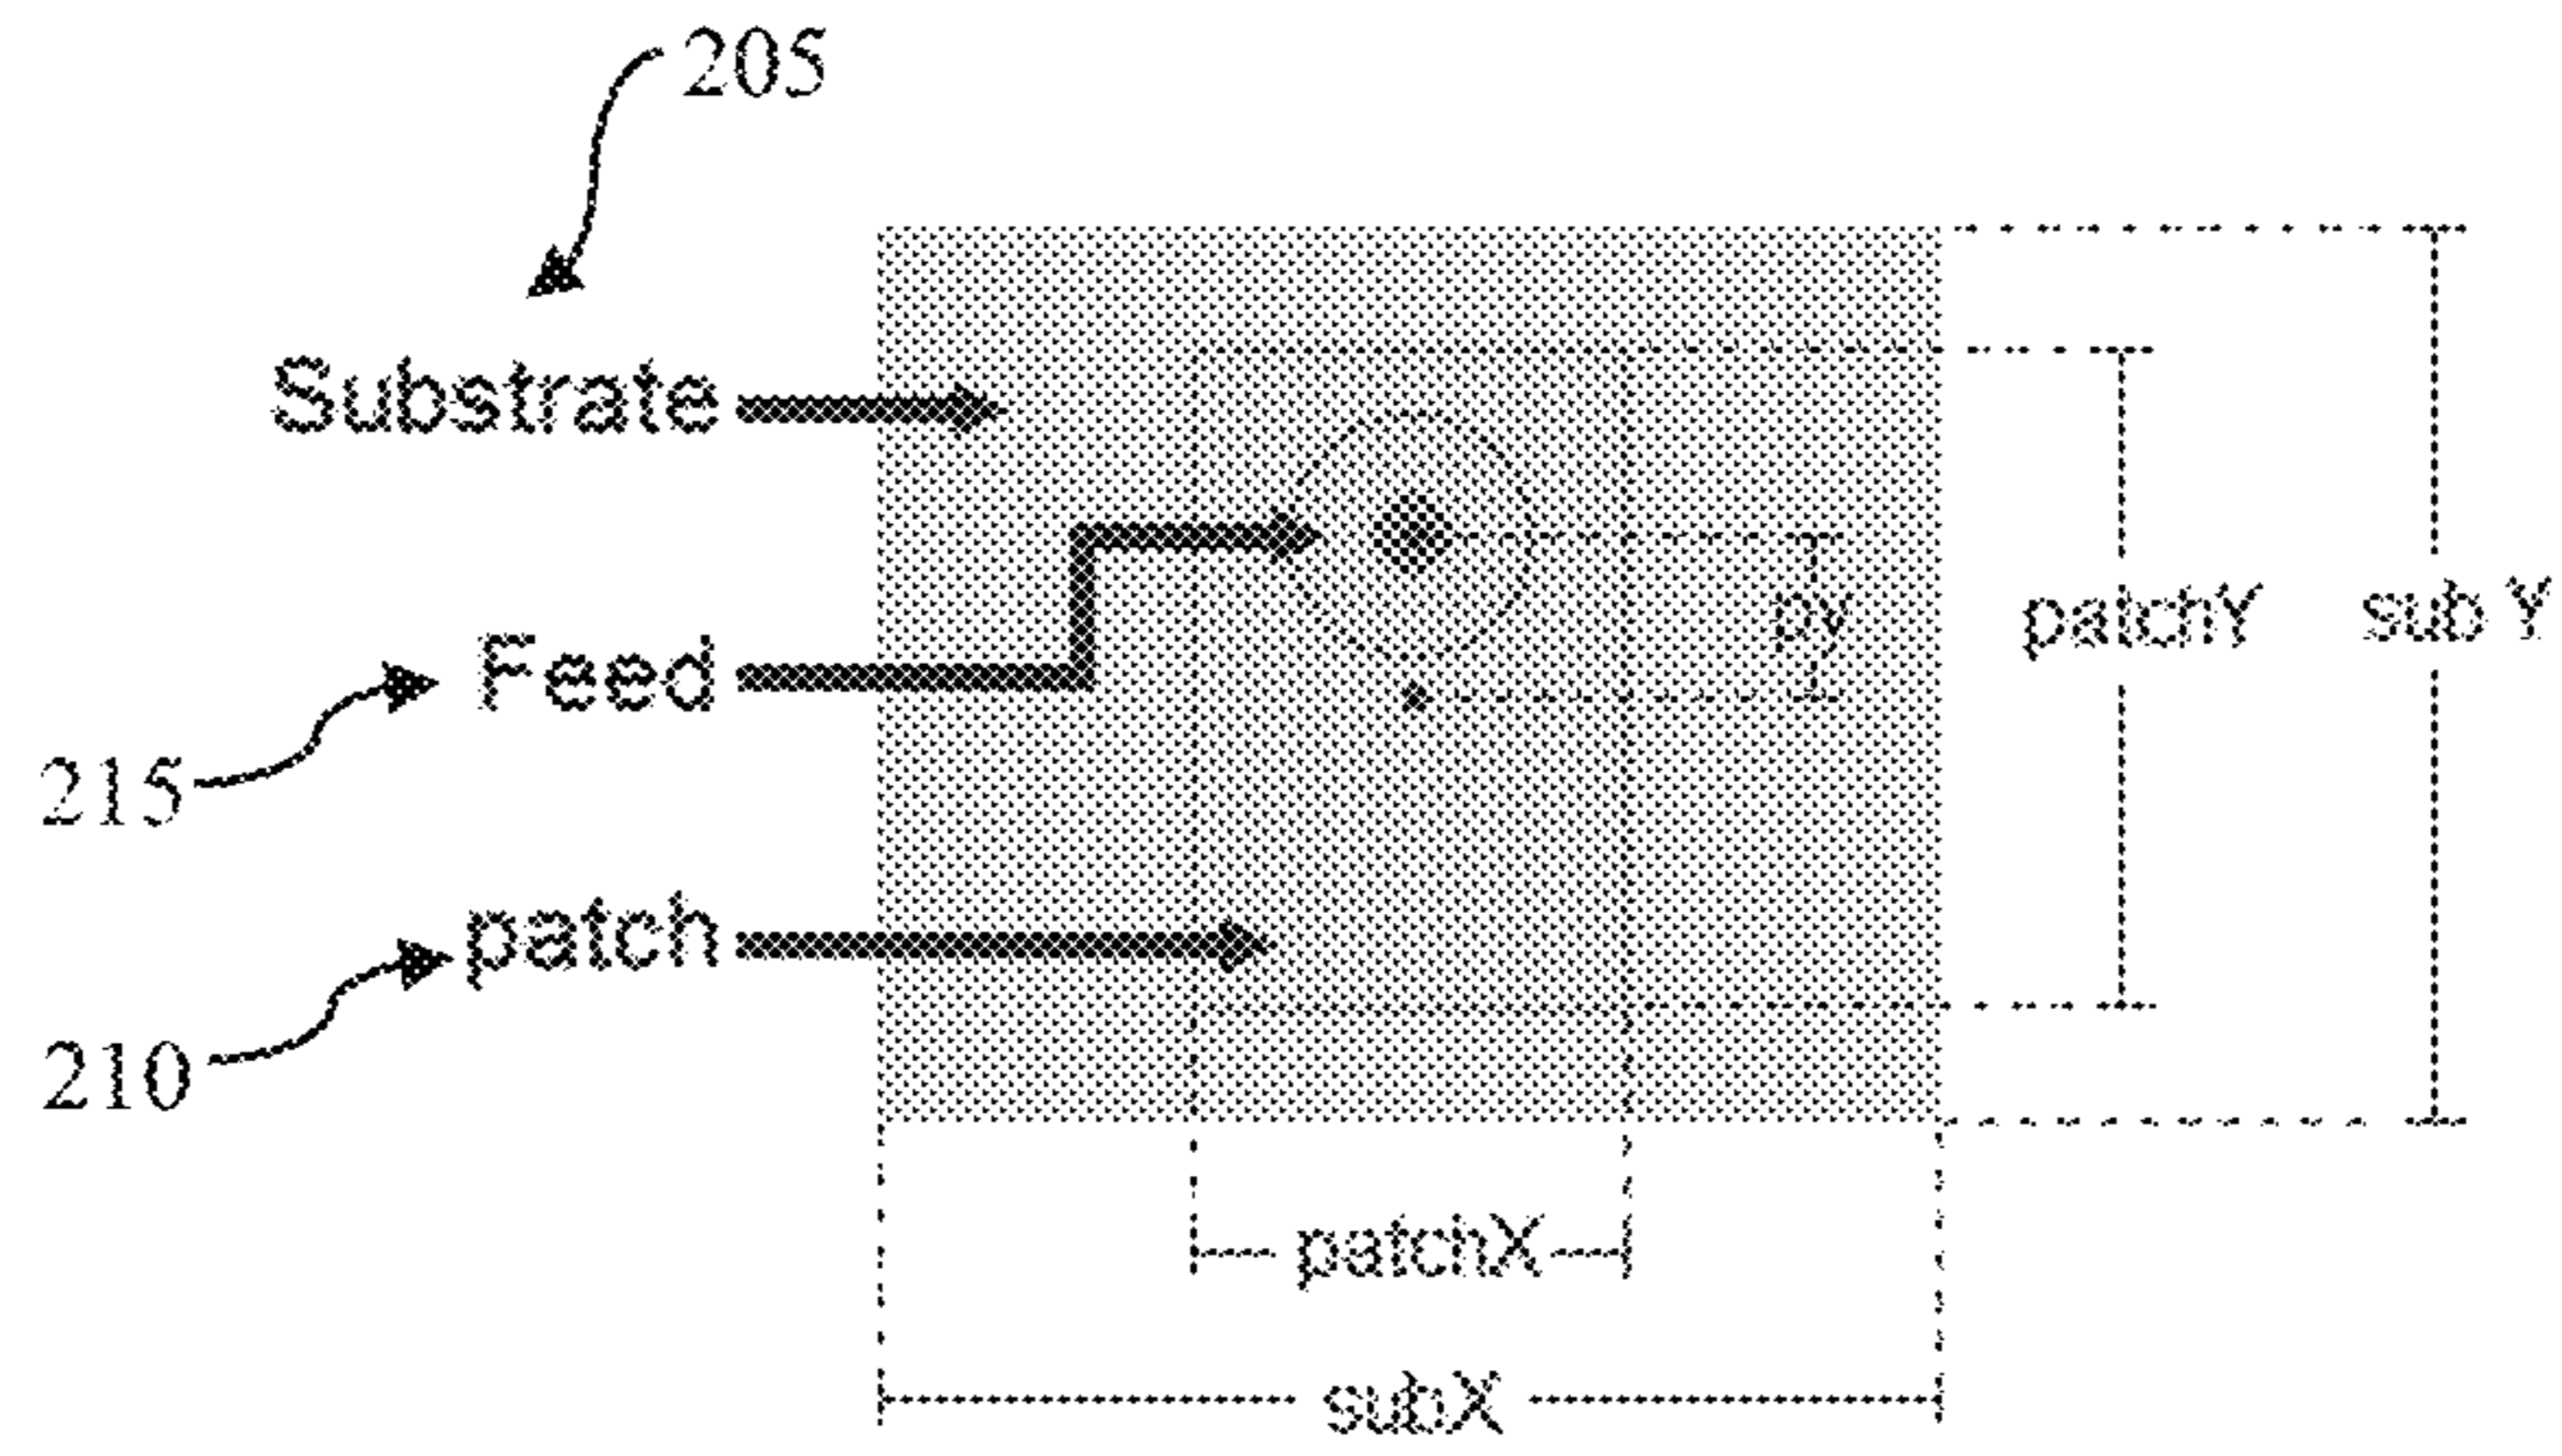 205
Substrate
Feed
215
patch
210
py
patchY
sub Y
patchX
subX